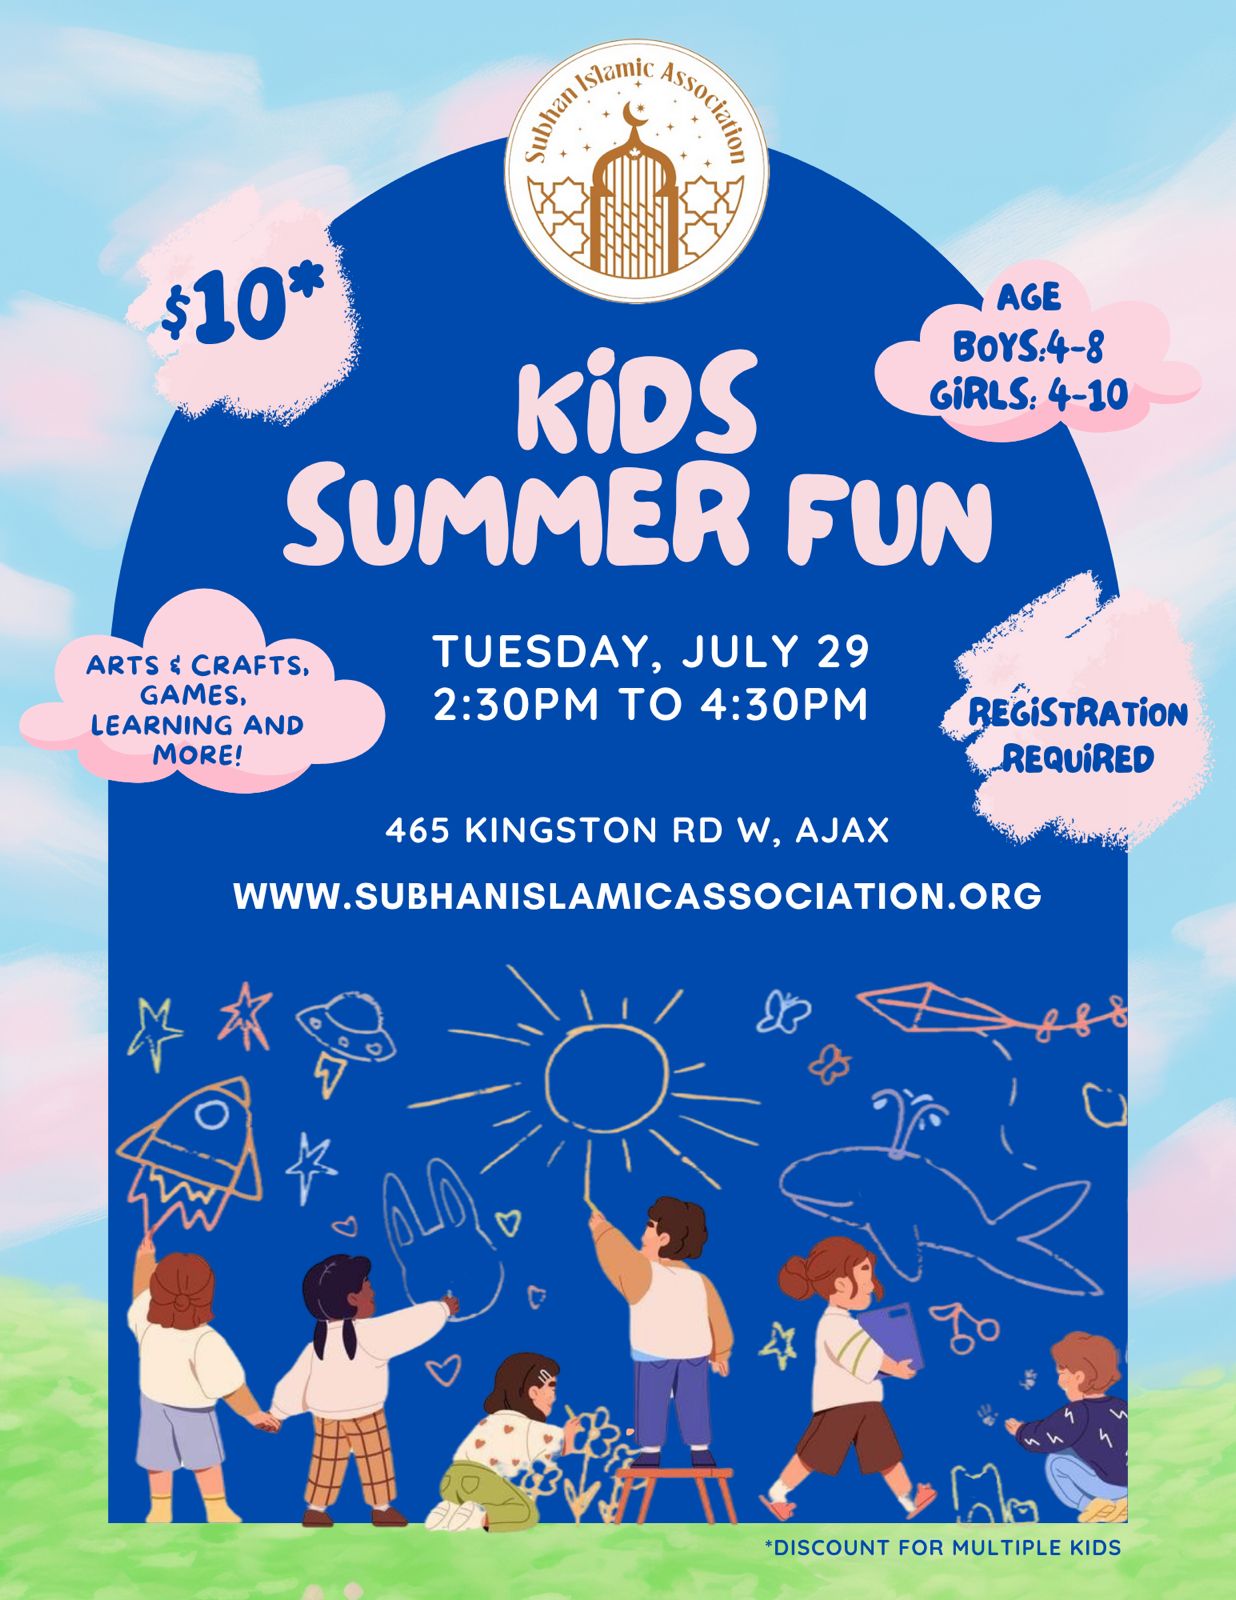 Subhan Islamic Association
$10*
AGE
BOYS:4-8
GIRLS: 4-10
KIDS
SUMMER FUN
TUESDAY, JULY 29
2:30PM TO 4:30PM
ARTS & CRAFTS,
GAMES,
LEARNING AND
MORE!
REGISTRATION
REQUIRED
465 KINGSTON RD W, AJAX
WWW.SUBHANISLAMICASSOCIATION.ORG
*DISCOUNT FOR MULTIPLE KIDS